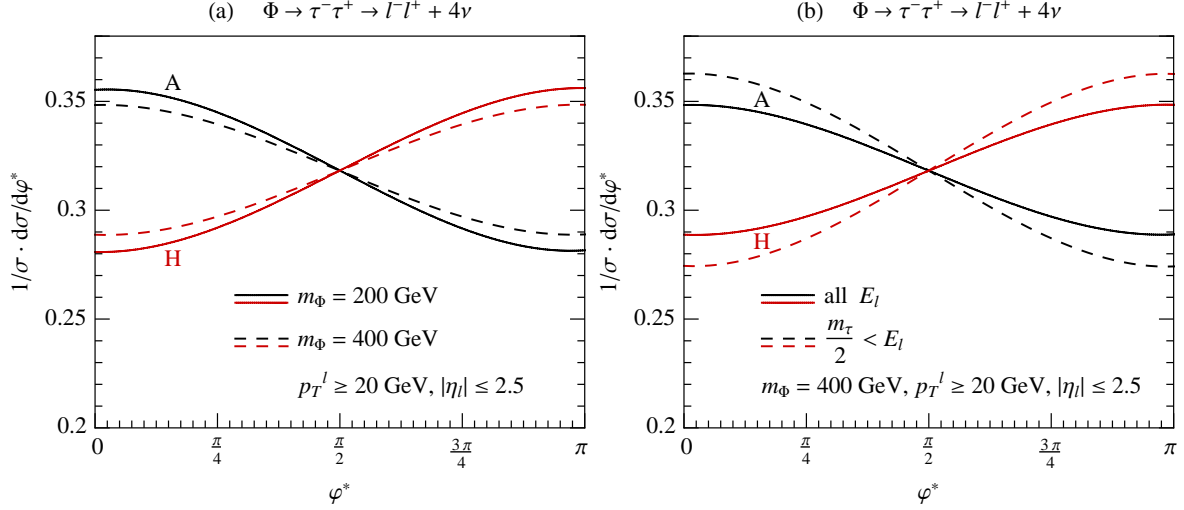 (a) Φ → τ⁻τ⁺ → l⁻l⁺ + 4ν
1/σ · dσ/dφ*
0.35
0.3
0.25
0.2
A
H
m_Φ = 200 GeV
m_Φ = 400 GeV
p_T^l ≥ 20 GeV, |η_l| ≤ 2.5
0 π/4 π/2 3π/4 π
φ*
(b) Φ → τ⁻τ⁺ → l⁻l⁺ + 4ν
1/σ · dσ/dφ*
0.35
0.3
0.25
0.2
A
H
all E_l
m_τ/2 < E_l
m_Φ = 400 GeV, p_T^l ≥ 20 GeV, |η_l| ≤ 2.5
0 π/4 π/2 3π/4 π
φ*